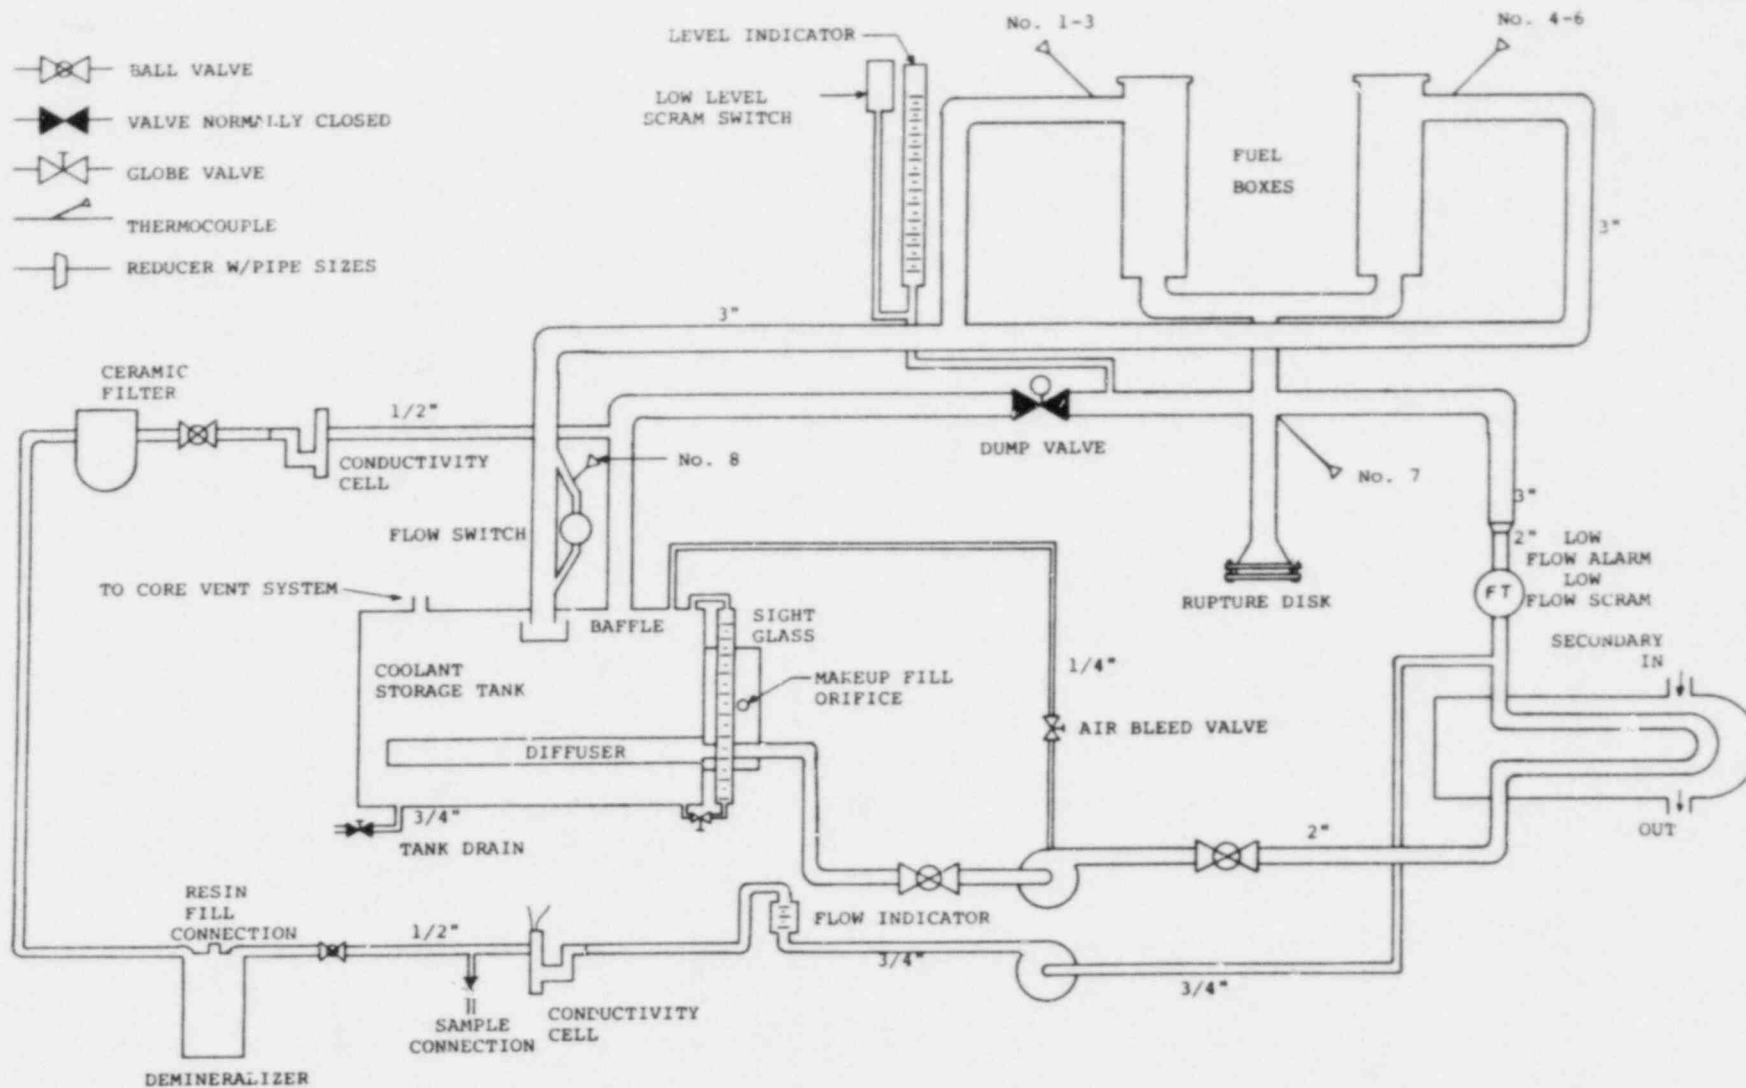 BALL VALVE
VALVE NORMALLY CLOSED
GLOBE VALVE
THERMOCOUPLE
REDUCER W/PIPE SIZES
LEVEL INDICATOR
LOW LEVEL
SCRAM SWITCH
No. 1-3
No. 4-6
FUEL
BOXES
3"
3"
CERAMIC
FILTER
1/2"
CONDUCTIVITY
CELL
No. 8
FLOW SWITCH
DUMP VALVE
No. 7
3"
2"
LOW
FLOW ALARM
LOW
FLOW SCRAM
FT
RUPTURE DISK
TO CORE VENT SYSTEM
BAFFLE
SIGHT
GLASS
COOLANT
STORAGE TANK
MAKEUP FILL
ORIFICE
DIFFUSER
1/4"
AIR BLEED VALVE
SECONDARY
IN
OUT
3/4"
TANK DRAIN
2"
RESIN
FILL
CONNECTION
1/2"
FLOW INDICATOR
3/4"
3/4"
SAMPLE
CONNECTION
CONDUCTIVITY
CELL
DEMINERALIZER